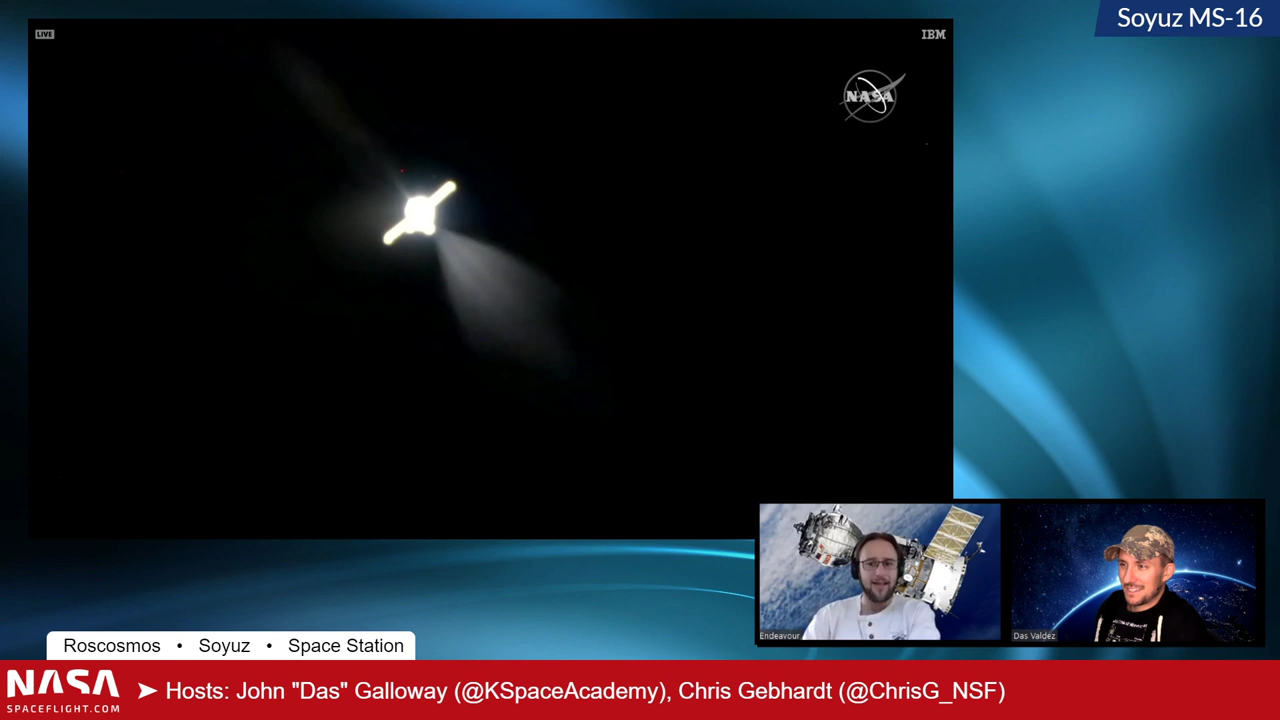 Soyuz MS-16
LIVE
IBM
NASA
Endeavour
Das Valdez
Roscosmos • Soyuz • Space Station
NASA
SPACEFLIGHT.COM
➤ Hosts: John "Das" Galloway (@KSpaceAcademy), Chris Gebhardt (@ChrisG_NSF)